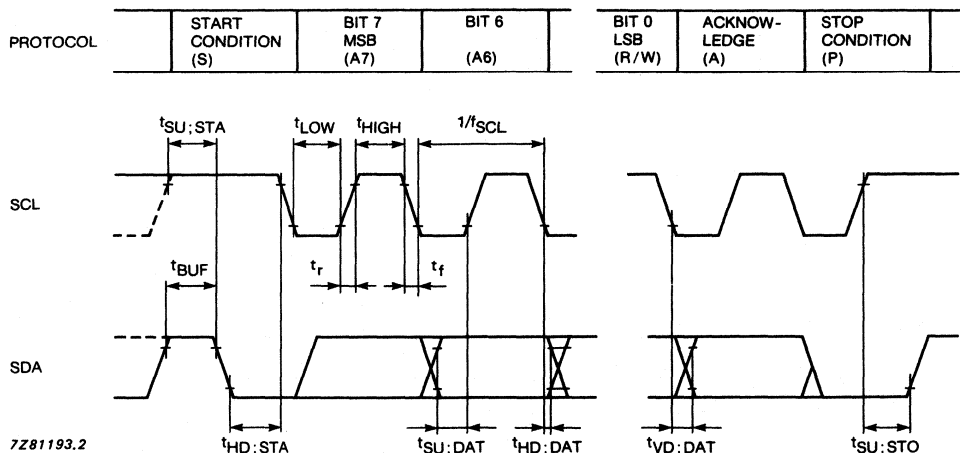 PROTOCOL
START
CONDITION
(S)
BIT 7
MSB
(A7)
BIT 6
(A6)
BIT 0
LSB
(R/W)
ACKNOW-
LEDGE
(A)
STOP
CONDITION
(P)
tSU;STA
tLOW
tHIGH
1/fSCL
SCL
tBUF
tr
tf
SDA
tHD;STA
tSU;DAT
tHD;DAT
tVD;DAT
tSU;STO
7Z81193.2